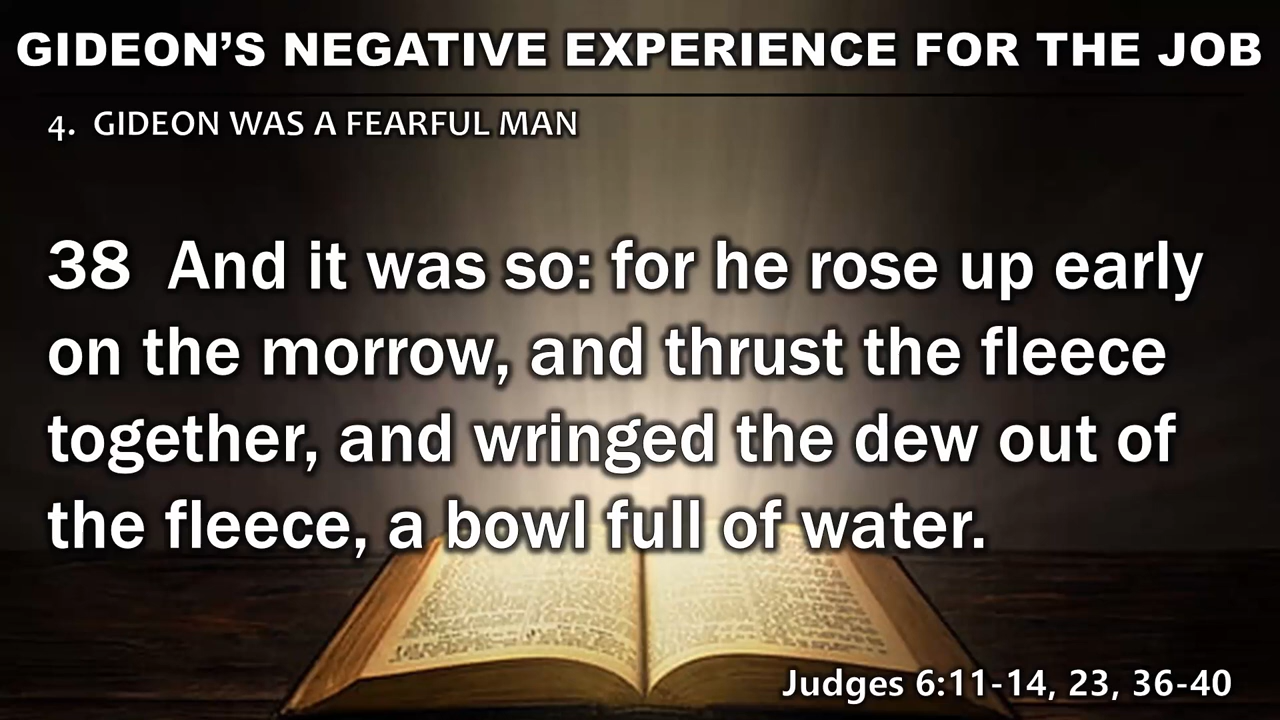 GIDEON’S NEGATIVE EXPERIENCE FOR THE JOB
4. GIDEON WAS A FEARFUL MAN
38 And it was so: for he rose up early
on the morrow, and thrust the fleece
together, and wringed the dew out of
the fleece, a bowl full of water.
Judges 6:11-14, 23, 36-40